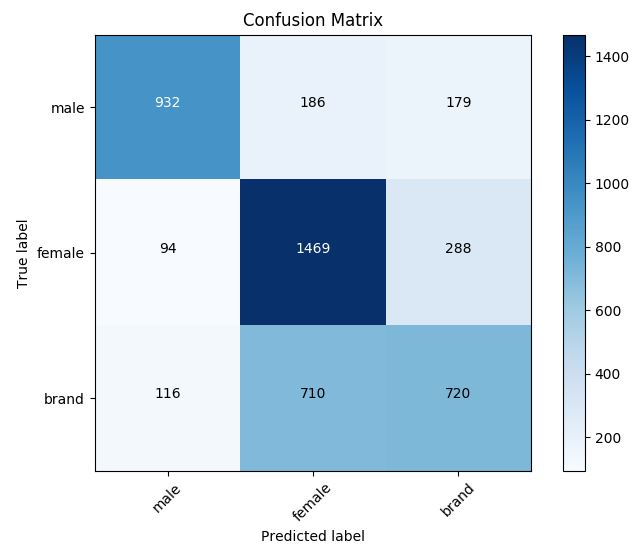 Confusion Matrix
True label
male 932 186 179
female 94 1469 288
brand 116 710 720
male female brand
Predicted label
1400
1200
1000
800
600
400
200